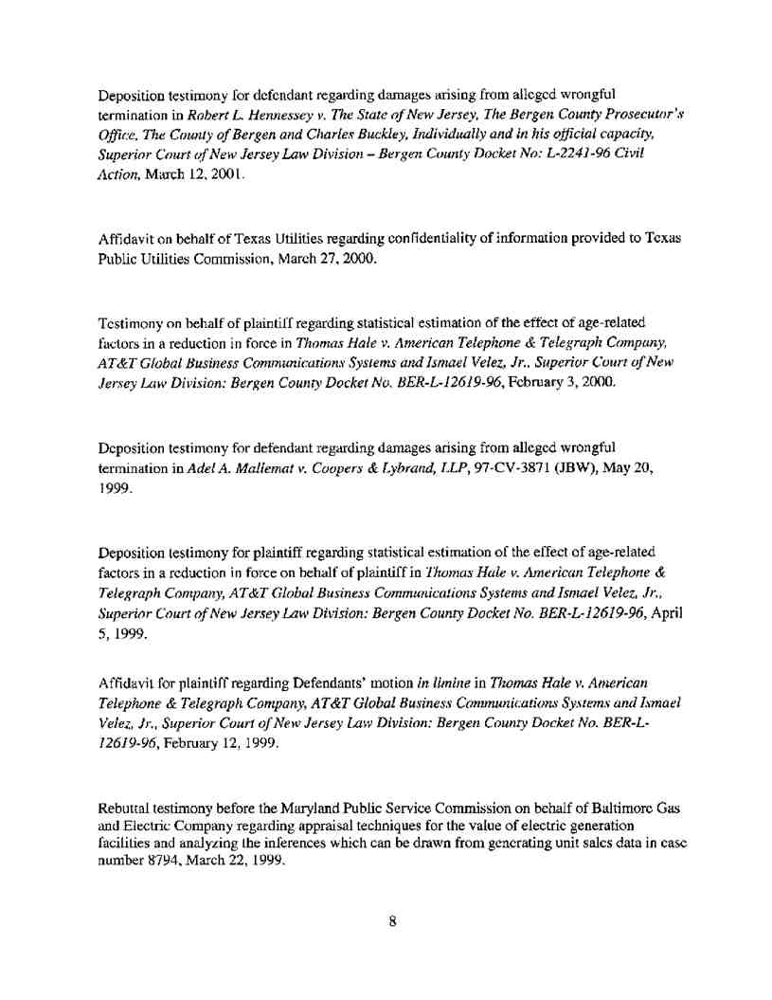 Deposition testimony for defendant regarding damages arising from alleged wrongful
termination in Robert L. Hennessey v. The State of New Jersey, The Bergen County Prosecutor's
Office, The County of Bergen and Charles Buckley, Individually and in his official capacity,
Superior Court of New Jersey Law Division – Bergen County Docket No: L-2241-96 Civil
Action, March 12, 2001.
Affidavit on behalf of Texas Utilities regarding confidentiality of information provided to Texas
Public Utilities Commission, March 27, 2000.
Testimony on behalf of plaintiff regarding statistical estimation of the effect of age-related
factors in a reduction in force in Thomas Hale v. American Telephone & Telegraph Company,
AT&T Global Business Communications Systems and Ismael Velez, Jr.. Superior Court of New
Jersey Law Division: Bergen County Docket No. BER-L-12619-96, February 3, 2000.
Deposition testimony for defendant regarding damages arising from alleged wrongful
termination in Adel A. Mallemat v. Coopers & Lybrand, LLP, 97-CV-3871 (JBW), May 20,
1999.
Deposition testimony for plaintiff regarding statistical estimation of the effect of age-related
factors in a reduction in force on behalf of plaintiff in Thomas Hale v. American Telephone &
Telegraph Company, AT&T Global Business Communications Systems and Ismael Velez, Jr.,
Superior Court of New Jersey Law Division: Bergen County Docket No. BER-L-12619-96, April
5, 1999.
Affidavit for plaintiff regarding Defendants' motion in limine in Thomas Hale v. American
Telephone & Telegraph Company, AT&T Global Business Communications Systems and Ismael
Velez, Jr., Superior Court of New Jersey Law Division: Bergen County Docket No. BER-L-
12619-96, February 12, 1999.
Rebuttal testimony before the Maryland Public Service Commission on behalf of Baltimore Gas
and Electric Company regarding appraisal techniques for the value of electric generation
facilities and analyzing the inferences which can be drawn from generating unit sales data in case
number 8794, March 22, 1999.
8